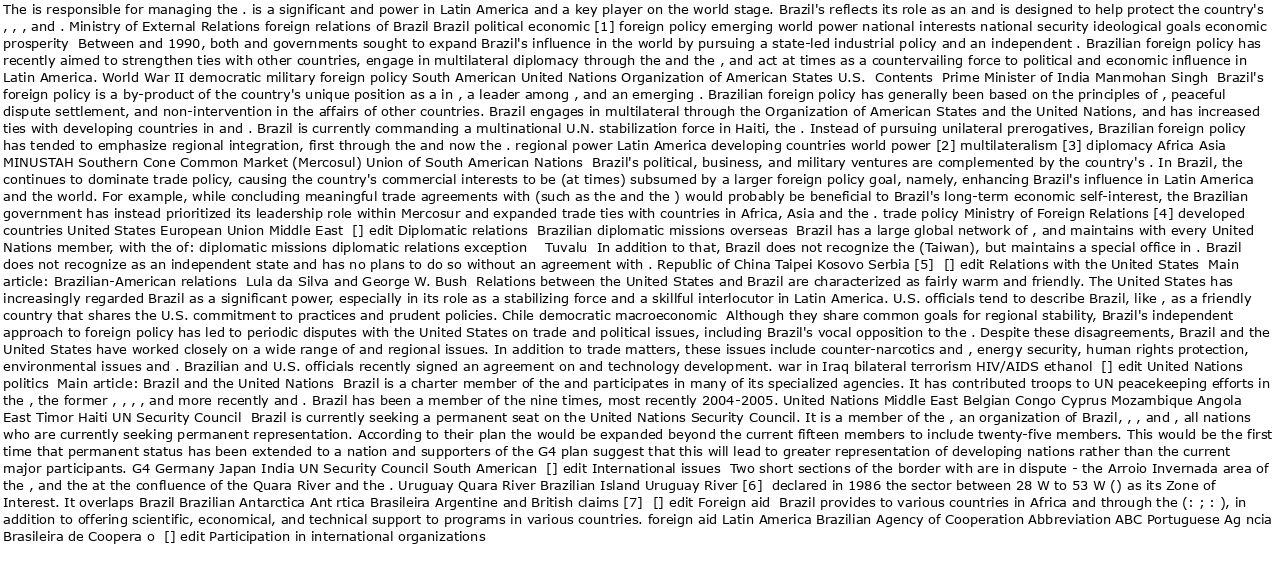 The is responsible for managing the . is a significant and power in Latin America and a key player on the world stage. Brazil's reflects its role as an and is designed to help protect the country's
, , , and . Ministry of External Relations foreign relations of Brazil Brazil political economic [1] foreign policy emerging world power national interests national security ideological goals economic
prosperity  Between and 1990, both and governments sought to expand Brazil's influence in the world by pursuing a state-led industrial policy and an independent . Brazilian foreign policy has
recently aimed to strengthen ties with other countries, engage in multilateral diplomacy through the and the , and act at times as a countervailing force to political and economic influence in
Latin America. World War II democratic military foreign policy South American United Nations Organization of American States U.S.  Contents  Prime Minister of India Manmohan Singh  Brazil's
foreign policy is a by-product of the country's unique position as a in , a leader among , and an emerging . Brazilian foreign policy has generally been based on the principles of , peaceful
dispute settlement, and non-intervention in the affairs of other countries. Brazil engages in multilateral through the Organization of American States and the United Nations, and has increased
ties with developing countries in and . Brazil is currently commanding a multinational U.N. stabilization force in Haiti, the . Instead of pursuing unilateral prerogatives, Brazilian foreign policy
has tended to emphasize regional integration, first through the and now the . regional power Latin America developing countries world power [2] multilateralism [3] diplomacy Africa Asia
MINUSTAH Southern Cone Common Market (Mercosul) Union of South American Nations  Brazil's political, business, and military ventures are complemented by the country's . In Brazil, the
continues to dominate trade policy, causing the country's commercial interests to be (at times) subsumed by a larger foreign policy goal, namely, enhancing Brazil's influence in Latin America
and the world. For example, while concluding meaningful trade agreements with (such as the and the ) would probably be beneficial to Brazil's long-term economic self-interest, the Brazilian
government has instead prioritized its leadership role within Mercosur and expanded trade ties with countries in Africa, Asia and the . trade policy Ministry of Foreign Relations [4] developed
countries United States European Union Middle East  [] edit Diplomatic relations  Brazilian diplomatic missions overseas  Brazil has a large global network of , and maintains with every United
Nations member, with the of: diplomatic missions diplomatic relations exception    Tuvalu  In addition to that, Brazil does not recognize the (Taiwan), but maintains a special office in . Brazil
does not recognize as an independent state and has no plans to do so without an agreement with . Republic of China Taipei Kosovo Serbia [5]  [] edit Relations with the United States  Main
article: Brazilian-American relations  Lula da Silva and George W. Bush  Relations between the United States and Brazil are characterized as fairly warm and friendly. The United States has
increasingly regarded Brazil as a significant power, especially in its role as a stabilizing force and a skillful interlocutor in Latin America. U.S. officials tend to describe Brazil, like , as a friendly
country that shares the U.S. commitment to practices and prudent policies. Chile democratic macroeconomic  Although they share common goals for regional stability, Brazil's independent
approach to foreign policy has led to periodic disputes with the United States on trade and political issues, including Brazil's vocal opposition to the . Despite these disagreements, Brazil and the
United States have worked closely on a wide range of and regional issues. In addition to trade matters, these issues include counter-narcotics and , energy security, human rights protection,
environmental issues and . Brazilian and U.S. officials recently signed an agreement on and technology development. war in Iraq bilateral terrorism HIV/AIDS ethanol  [] edit United Nations
politics  Main article: Brazil and the United Nations  Brazil is a charter member of the and participates in many of its specialized agencies. It has contributed troops to UN peacekeeping efforts in
the , the former , , , , and more recently and . Brazil has been a member of the nine times, most recently 2004-2005. United Nations Middle East Belgian Congo Cyprus Mozambique Angola
East Timor Haiti UN Security Council  Brazil is currently seeking a permanent seat on the United Nations Security Council. It is a member of the , an organization of Brazil, , , and , all nations
who are currently seeking permanent representation. According to their plan the would be expanded beyond the current fifteen members to include twenty-five members. This would be the first
time that permanent status has been extended to a nation and supporters of the G4 plan suggest that this will lead to greater representation of developing nations rather than the current
major participants. G4 Germany Japan India UN Security Council South American  [] edit International issues  Two short sections of the border with are in dispute - the Arroio Invernada area of
the , and the at the confluence of the Quara River and the . Uruguay Quara River Brazilian Island Uruguay River [6]  declared in 1986 the sector between 28 W to 53 W () as its Zone of
Interest. It overlaps Brazil Brazilian Antarctica Ant rtica Brasileira Argentine and British claims [7]  [] edit Foreign aid  Brazil provides to various countries in Africa and through the (: ; : ), in
addition to offering scientific, economical, and technical support to programs in various countries. foreign aid Latin America Brazilian Agency of Cooperation Abbreviation ABC Portuguese Ag ncia
Brasileira de Coopera o  [] edit Participation in international organizations